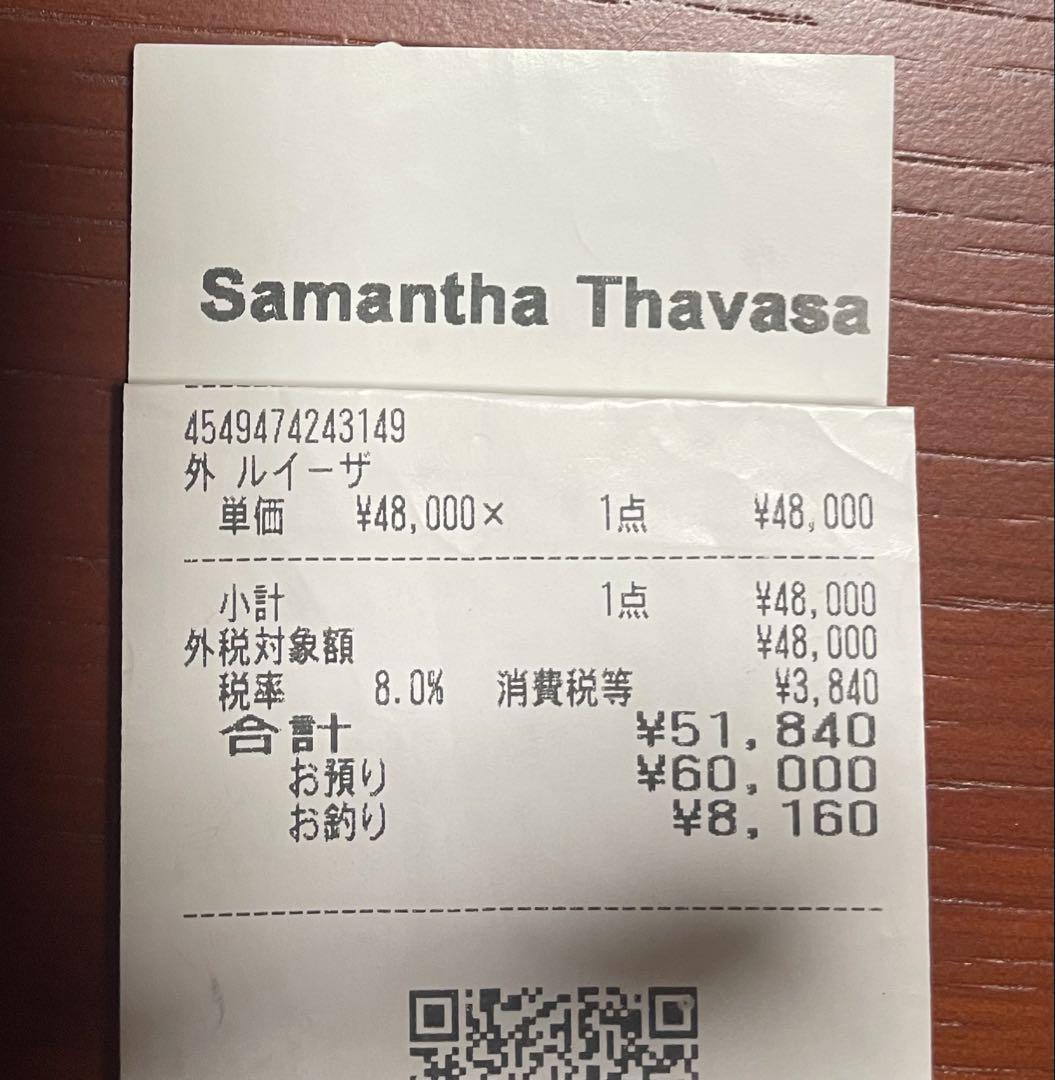 Samantha Thavasa
4549474243149
外 ルイーザ
単価 ¥48,000× 1点 ¥48,000
小計 1点 ¥48,000
外税対象額 ¥48,000
税率 8.0% 消費税等 ¥3,840
合計 ¥51,840
お預り ¥60,000
お釣り ¥8,160